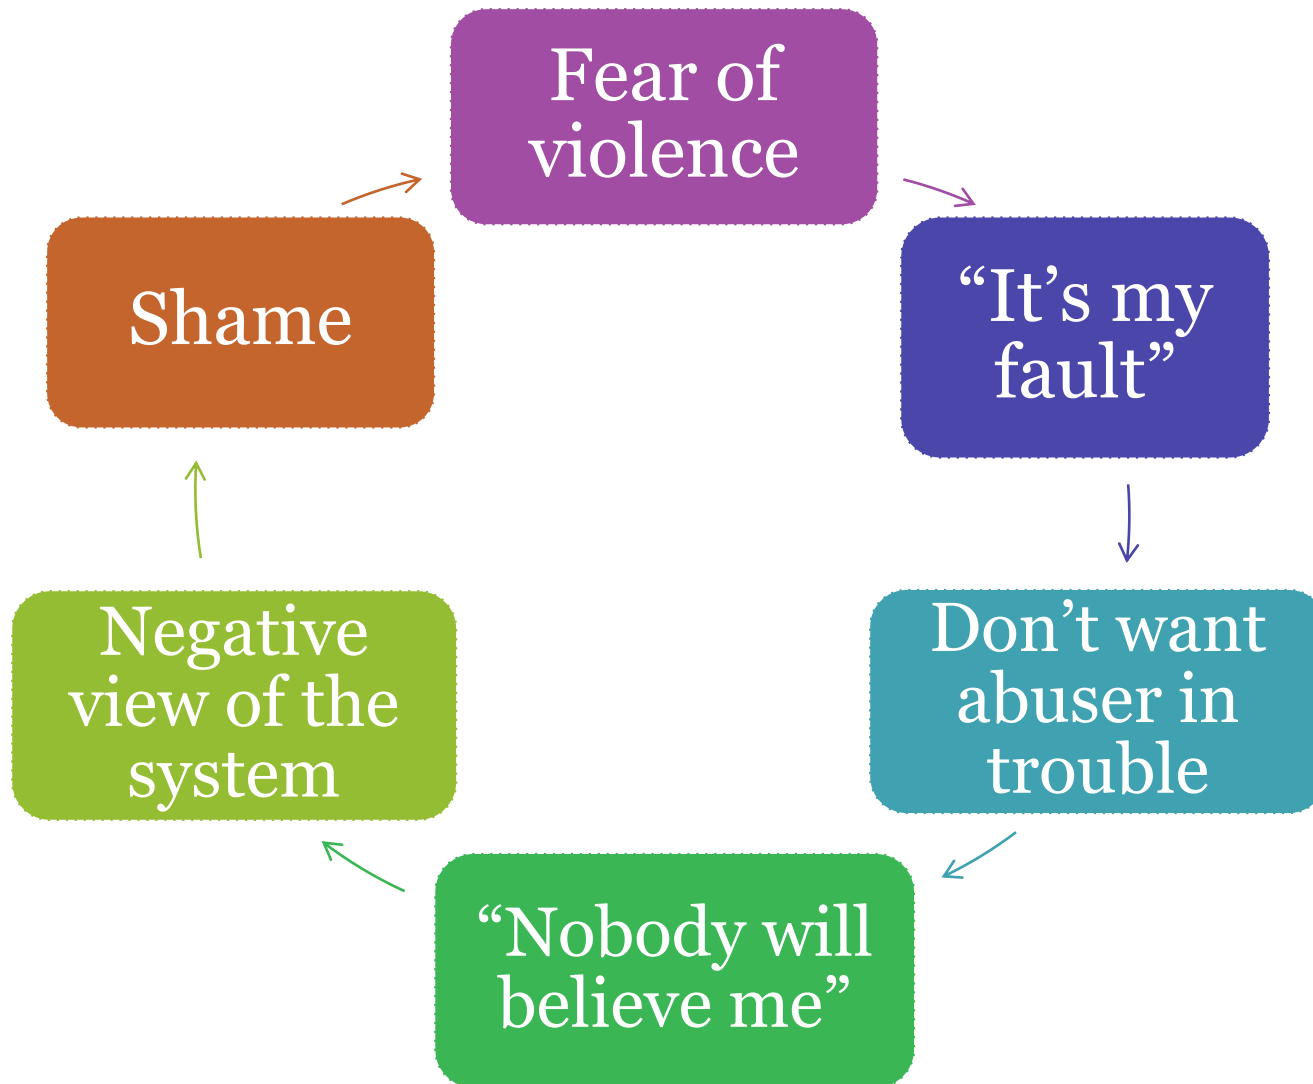 Fear of
violence
“It’s my
fault”
Don’t want
abuser in
trouble
“Nobody will
believe me”
Negative
view of the
system
Shame